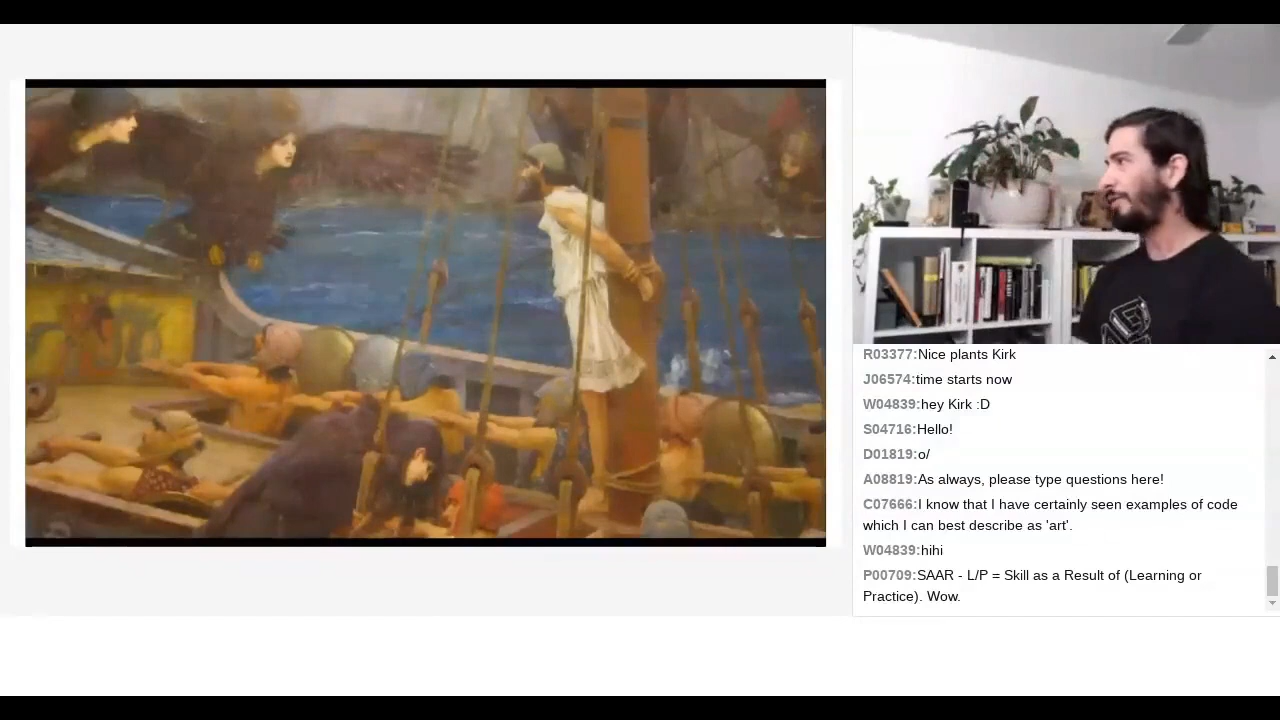 R03377:Nice plants Kirk
J06574:time starts now
W04839:hey Kirk :D
S04716:Hello!
D01819:o/
A08819:As always, please type questions here!
C07666:I know that I have certainly seen examples of code
which I can best describe as 'art'.
W04839:hihi
P00709:SAAR - L/P = Skill as a Result of (Learning or
Practice). Wow.